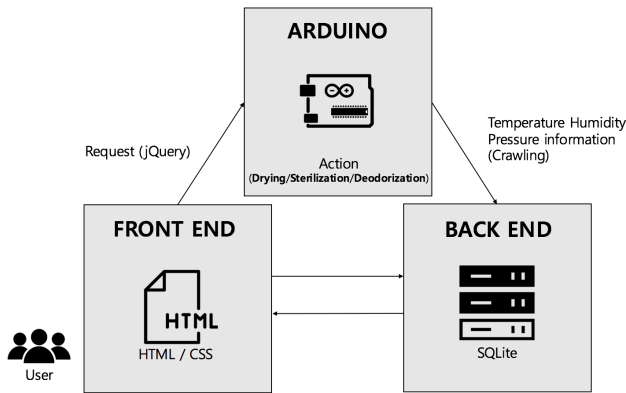 ARDUINO
Action
(Drying/Sterilization/Deodorization)
Request (jQuery)
Temperature Humidity
Pressure information
(Crawling)
FRONT END
HTML
HTML / CSS
BACK END
SQLite
User